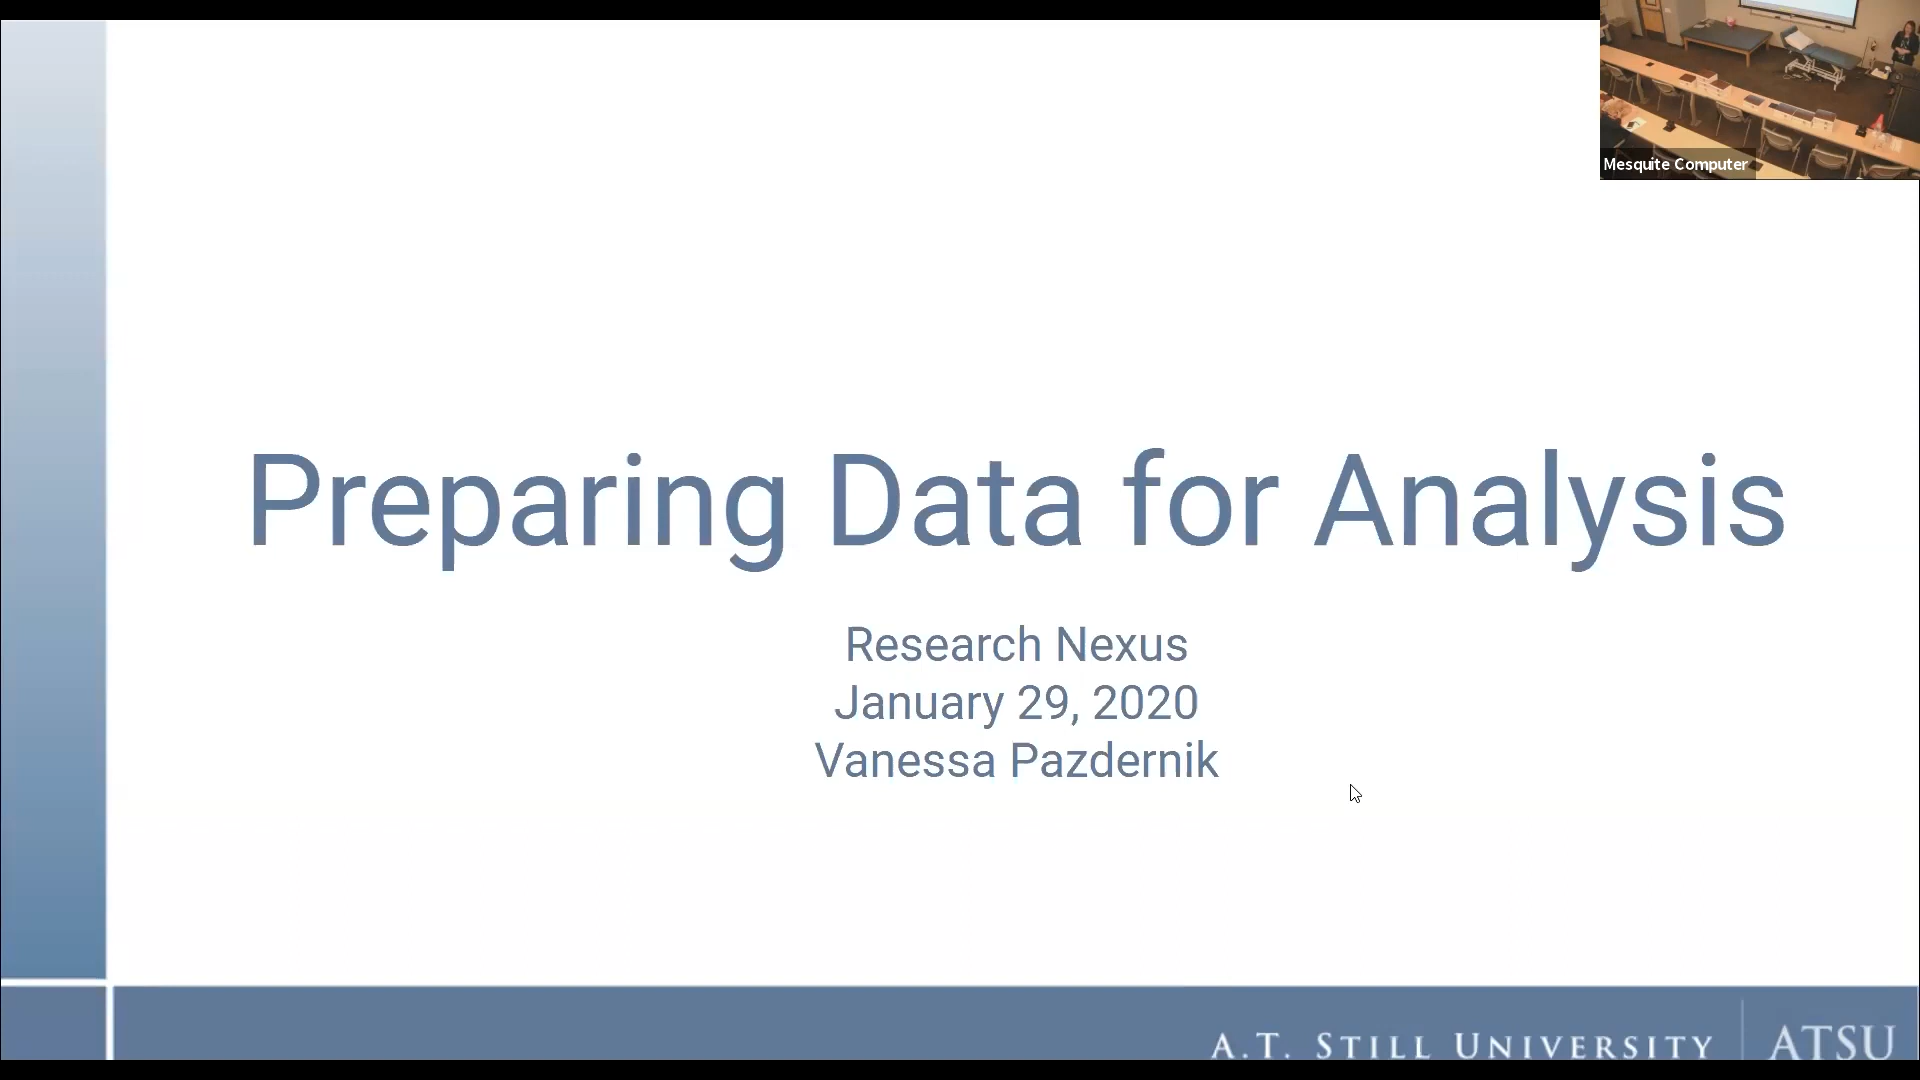 Mesquite Computer
Preparing Data for Analysis
Research Nexus
January 29, 2020
Vanessa Pazdernik
A.T. STILL UNIVERSITY
ATSU